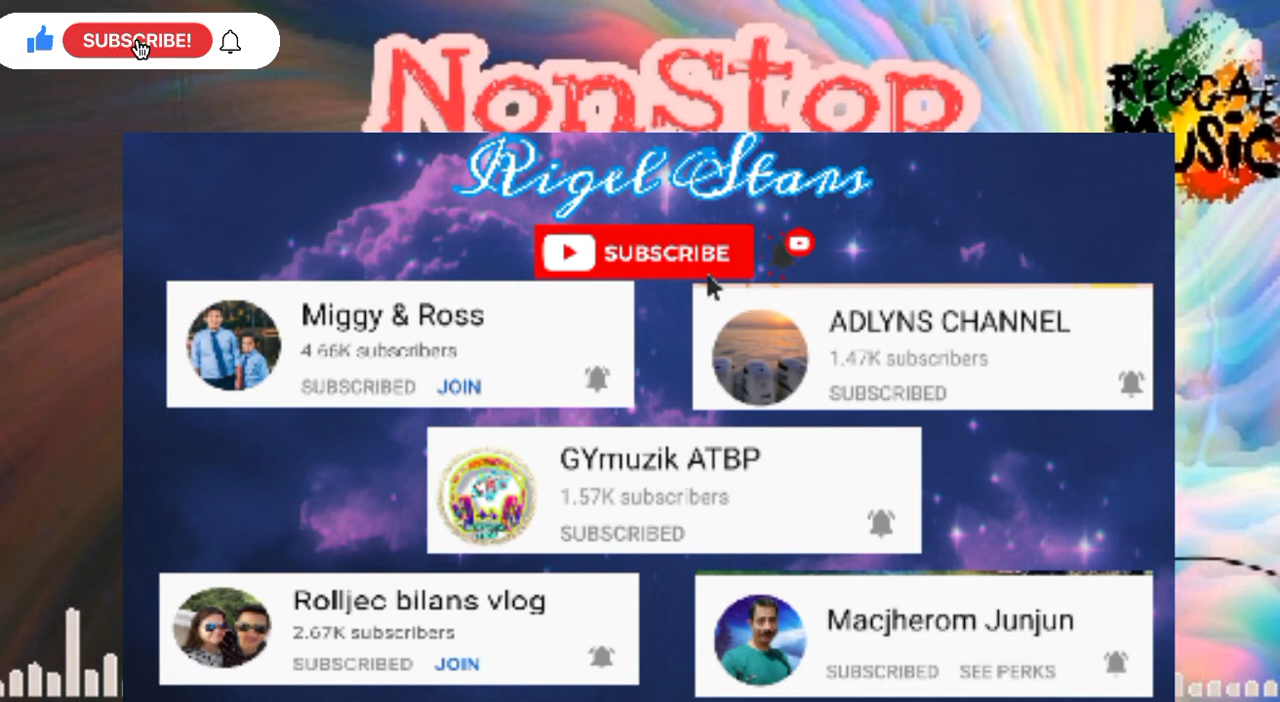 SUBSCRIBE!
NonStop
REGGAE
MUSIC
Rigel Stars
SUBSCRIBE
Miggy & Ross
4.66K subscribers
SUBSCRIBED JOIN
ADLYNS CHANNEL
1.47K subscribers
SUBSCRIBED
GYmuzik ATBP
1.57K subscribers
SUBSCRIBED
Rolljec bilans vlog
2.67K subscribers
SUBSCRIBED JOIN
Macjherom Junjun
SUBSCRIBED SEE PERKS